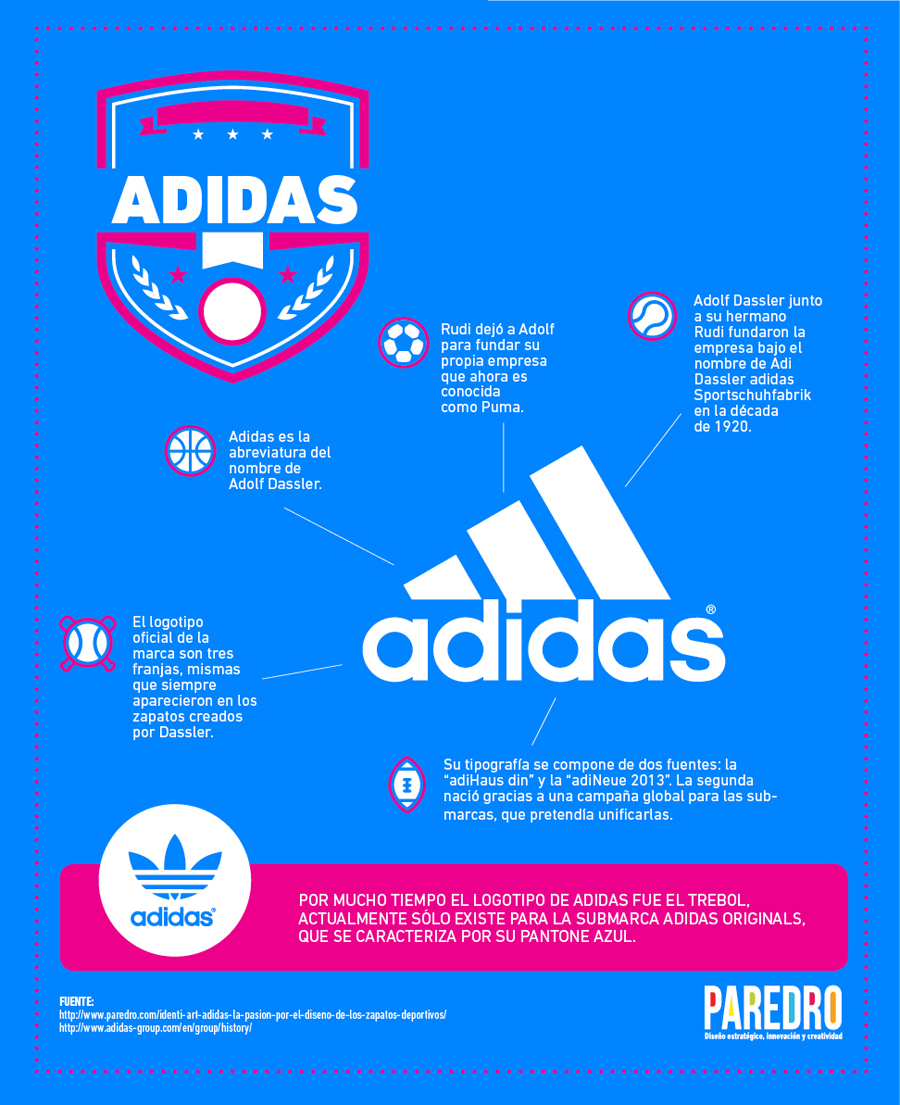 ADIDAS
Adolf Dassler junto
a su hermano
Rudi fundaron la
empresa bajo el
nombre de Adi
Dassler adidas
Sportschuhfabrik
en la década
de 1920.
Rudi dejó a Adolf
para fundar su
propia empresa
que ahora es
conocida
como Puma.
Adidas es la
abreviatura del
nombre de
Adolf Dassler.
adidas®
El logotipo
oficial de la
marca son tres
franjas, mismas
que siempre
aparecieron en los
zapatos creados
por Dassler.
Su tipografía se compone de dos fuentes: la
“adiHaus din” y la “adiNeue 2013”. La segunda
nació gracias a una campaña global para las sub-
marcas, que pretendía unificarlas.
adidas®
POR MUCHO TIEMPO EL LOGOTIPO DE ADIDAS FUE EL TREBOL,
ACTUALMENTE SÓLO EXISTE PARA LA SUBMARCA ADIDAS ORIGINALS,
QUE SE CARACTERIZA POR SU PANTONE AZUL.
FUENTE:
http://www.paredro.com/identi-art-adidas-la-pasion-por-el-diseno-de-los-zapatos-deportivos/
http://www.adidas-group.com/en/group/history/
PAREDRO
Diseño estratégico, innovación y creatividad